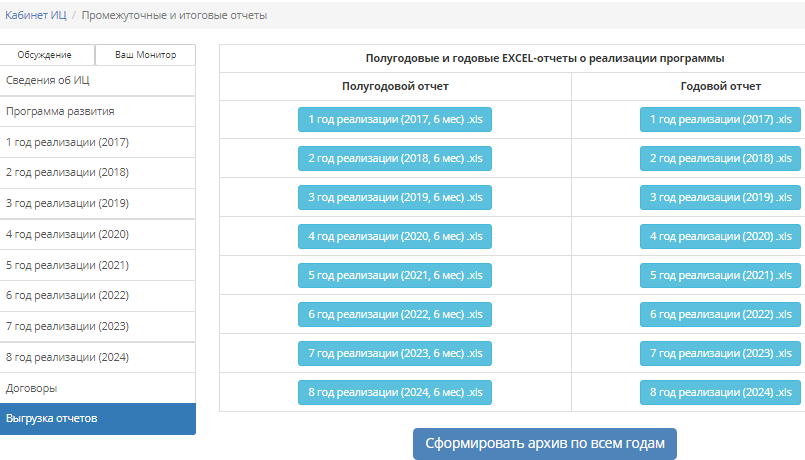 Кабинет ИЦ / Промежуточные и итоговые отчеты
Обсуждение Ваш Монитор
Сведения об ИЦ
Программа развития
1 год реализации (2017)
2 год реализации (2018)
3 год реализации (2019)
4 год реализации (2020)
5 год реализации (2021)
6 год реализации (2022)
7 год реализации (2023)
8 год реализации (2024)
Договоры
Выгрузка отчетов
Полугодовые и годовые EXCEL-отчеты о реализации программы
Полугодовой отчет Годовой отчет
1 год реализации (2017, 6 мес) .xls 1 год реализации (2017) .xls
2 год реализации (2018, 6 мес) .xls 2 год реализации (2018) .xls
3 год реализации (2019, 6 мес) .xls 3 год реализации (2019) .xls
4 год реализации (2020, 6 мес) .xls 4 год реализации (2020) .xls
5 год реализации (2021, 6 мес) .xls 5 год реализации (2021) .xls
6 год реализации (2022, 6 мес) .xls 6 год реализации (2022) .xls
7 год реализации (2023, 6 мес) .xls 7 год реализации (2023) .xls
8 год реализации (2024, 6 мес) .xls 8 год реализации (2024) .xls
Сформировать архив по всем годам